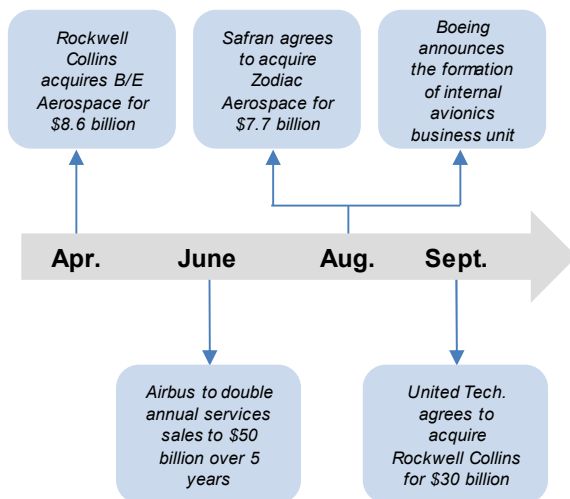 Rockwell
Collins
acquires B/E
Aerospace for
$8.6 billion
Safran agrees
to acquire
Zodiac
Aerospace for
$7.7 billion
Boeing
announces
the formation
of internal
avionics
business unit
Apr.
June
Aug.
Sept.
Airbus to double
annual services
sales to $50
billion over 5
years
United Tech.
agrees to
acquire
Rockwell Collins
for $30 billion